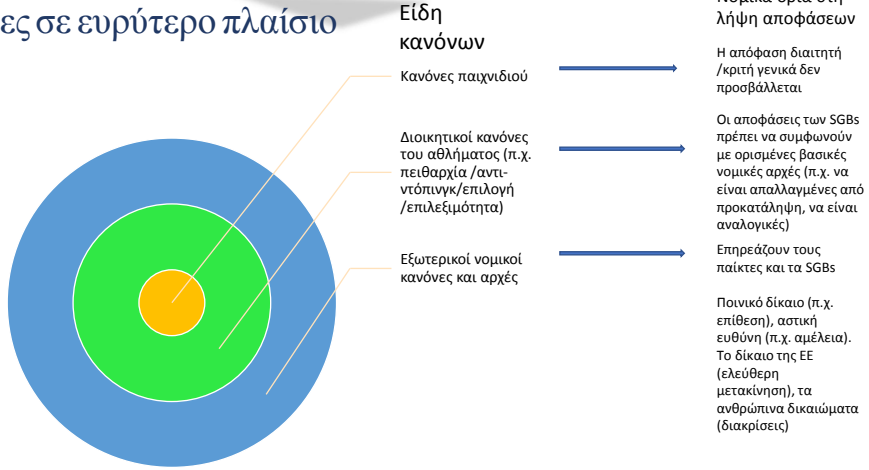 ες σε ευρύτερο πλαίσιο
Είδη
κανόνων
Κανόνες παιχνιδιού
Διοικητικοί κανόνες
του αθλήματος (π.χ.
πειθαρχία /αντι-
ντόπινγκ/επιλογή
/επιλεξιμότητα)
Εξωτερικοί νομικοί
κανόνες και αρχές
λήψη αποφάσεων
Η απόφαση διαιτητή
/κριτή γενικά δεν
προσβάλλεται
Οι αποφάσεις των SGBs
πρέπει να συμφωνούν
με ορισμένες βασικές
νομικές αρχές (π.χ. να
είναι απαλλαγμένες από
προκατάληψη, να είναι
αναλογικές)
Επηρεάζουν τους
παίκτες και τα SGBs
Ποινικό δίκαιο (π.χ.
επίθεση), αστική
ευθύνη (π.χ. αμέλεια).
Το δίκαιο της ΕΕ
(ελεύθερη
μετακίνηση), τα
ανθρώπινα δικαιώματα
(διακρίσεις)